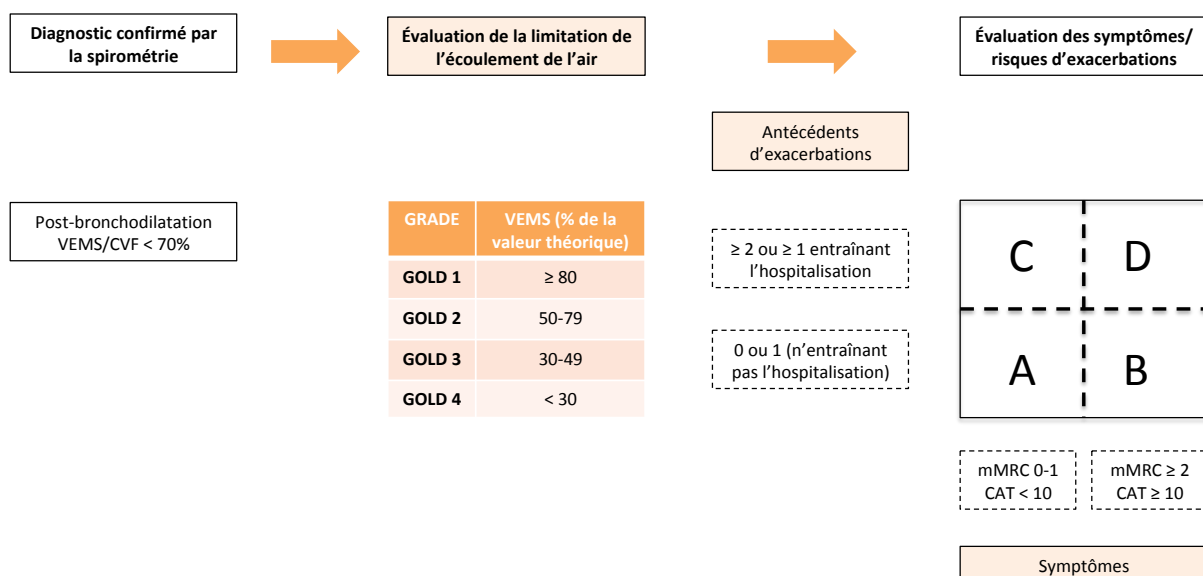 Diagnostic confirmé par
la spirométrie
Évaluation de la limitation de
l’écoulement de l’air
Évaluation des symptômes/
risques d’exacerbations
Antécédents
d’exacerbations
Post-bronchodilatation
VEMS/CVF < 70%
GRADE VEMS (% de la
valeur théorique)
GOLD 1 ≥ 80
GOLD 2 50-79
GOLD 3 30-49
GOLD 4 < 30
≥ 2 ou ≥ 1 entraînant
l’hospitalisation
0 ou 1 (n’entraînant
pas l’hospitalisation)
C D
A B
mMRC 0-1
CAT < 10
mMRC ≥ 2
CAT ≥ 10
Symptômes